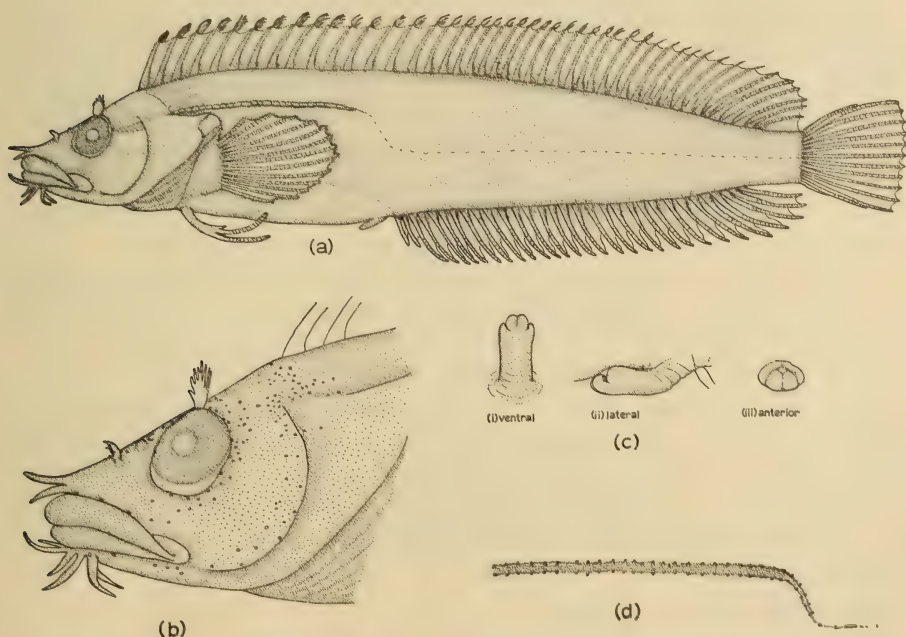 (a)
(i)ventral
(ii)lateral
(iii)anterior
(c)
(b)
(d)